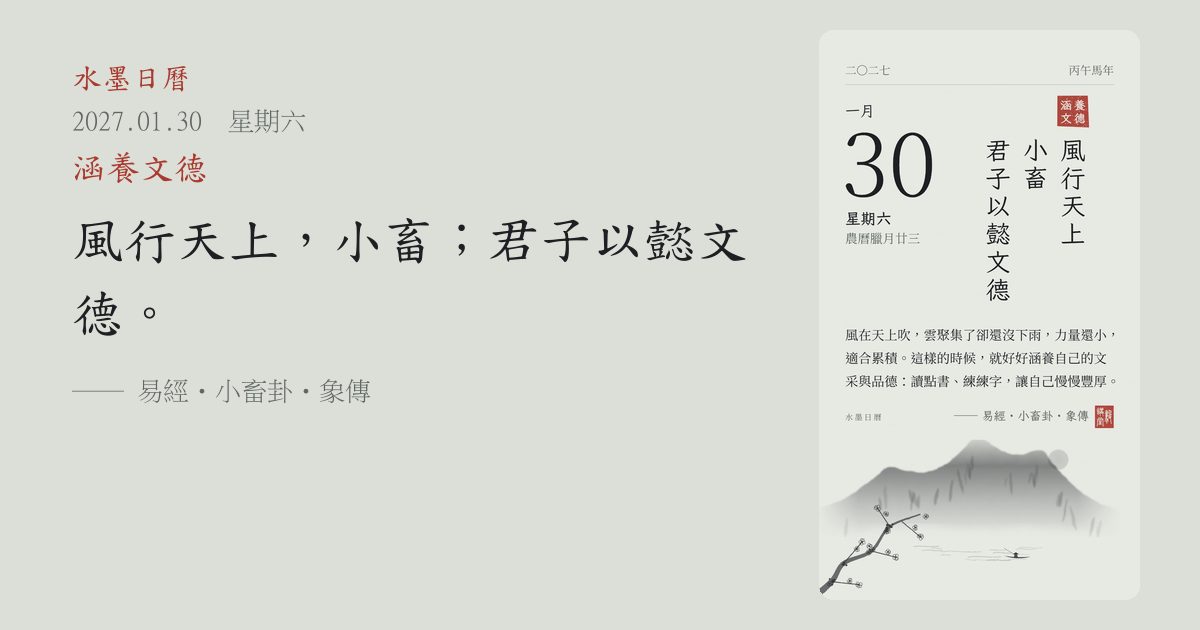 水墨日曆
2027.01.30 星期六
涵養文德
風行天上，小畜；君子以懿文
德。
—— 易經・小畜卦・象傳
二〇二七
丙午馬年
一月
30
星期六
農曆臘月廿三
涵養
文德
風行天上
小畜
君子以懿文德
風在天上吹，雲聚集了卻還沒下雨，力量還小，
適合累積。這樣的時候，就好好涵養自己的文
采與品德：讀點書、練練字，讓自己慢慢豐厚。
水墨日曆
—— 易經・小畜卦・象傳